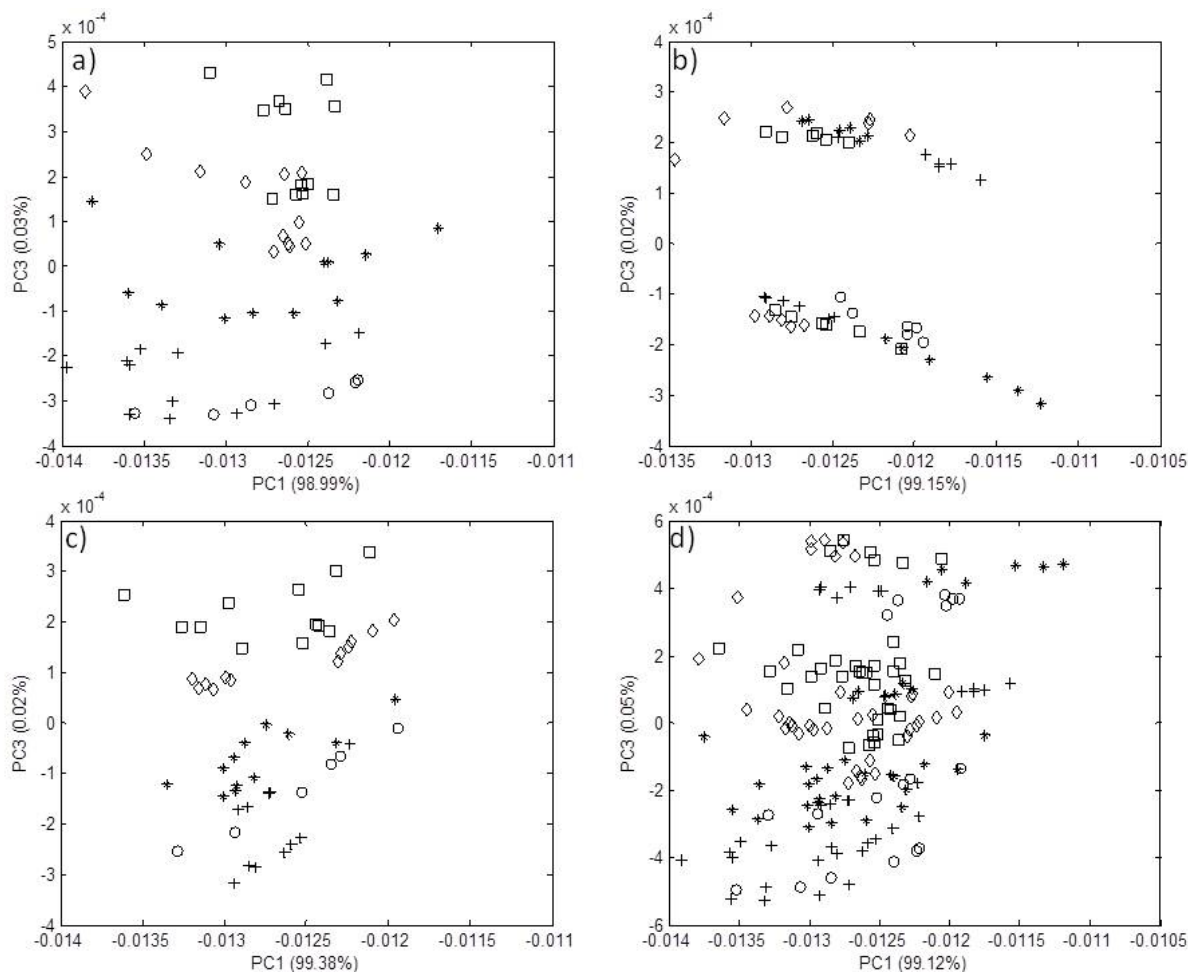 x 10⁻⁴
a)
5
4
3
2
1
0
-1
-2
-3
-4
PC3 (0.03%)
-0.014 -0.0135 -0.013 -0.0125 -0.012 -0.0115 -0.011
PC1 (98.99%)
x 10⁻⁴
b)
4
3
2
1
0
-1
-2
-3
-4
PC3 (0.02%)
-0.0135 -0.013 -0.0125 -0.012 -0.0115 -0.011 -0.0105
PC1 (99.15%)
x 10⁻⁴
c)
4
3
2
1
0
-1
-2
-3
-4
PC3 (0.02%)
-0.014 -0.0135 -0.013 -0.0125 -0.012 -0.0115 -0.011
PC1 (99.38%)
x 10⁻⁴
d)
6
4
2
0
-2
-4
-6
PC3 (0.05%)
-0.014 -0.0135 -0.013 -0.0125 -0.012 -0.0115 -0.011 -0.0105
PC1 (99.12%)